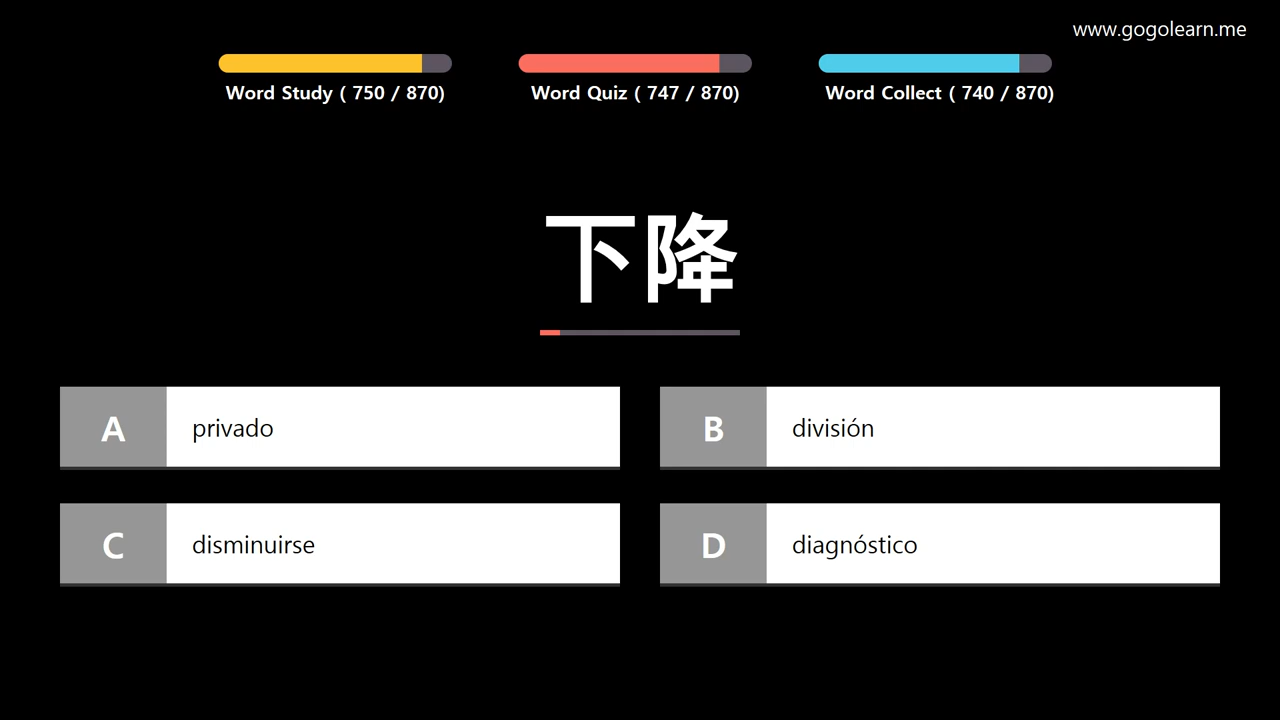 www.gogolearn.me
Word Study ( 750 / 870)
Word Quiz ( 747 / 870)
Word Collect ( 740 / 870)
下降
A privado
B división
C disminuirse
D diagnóstico